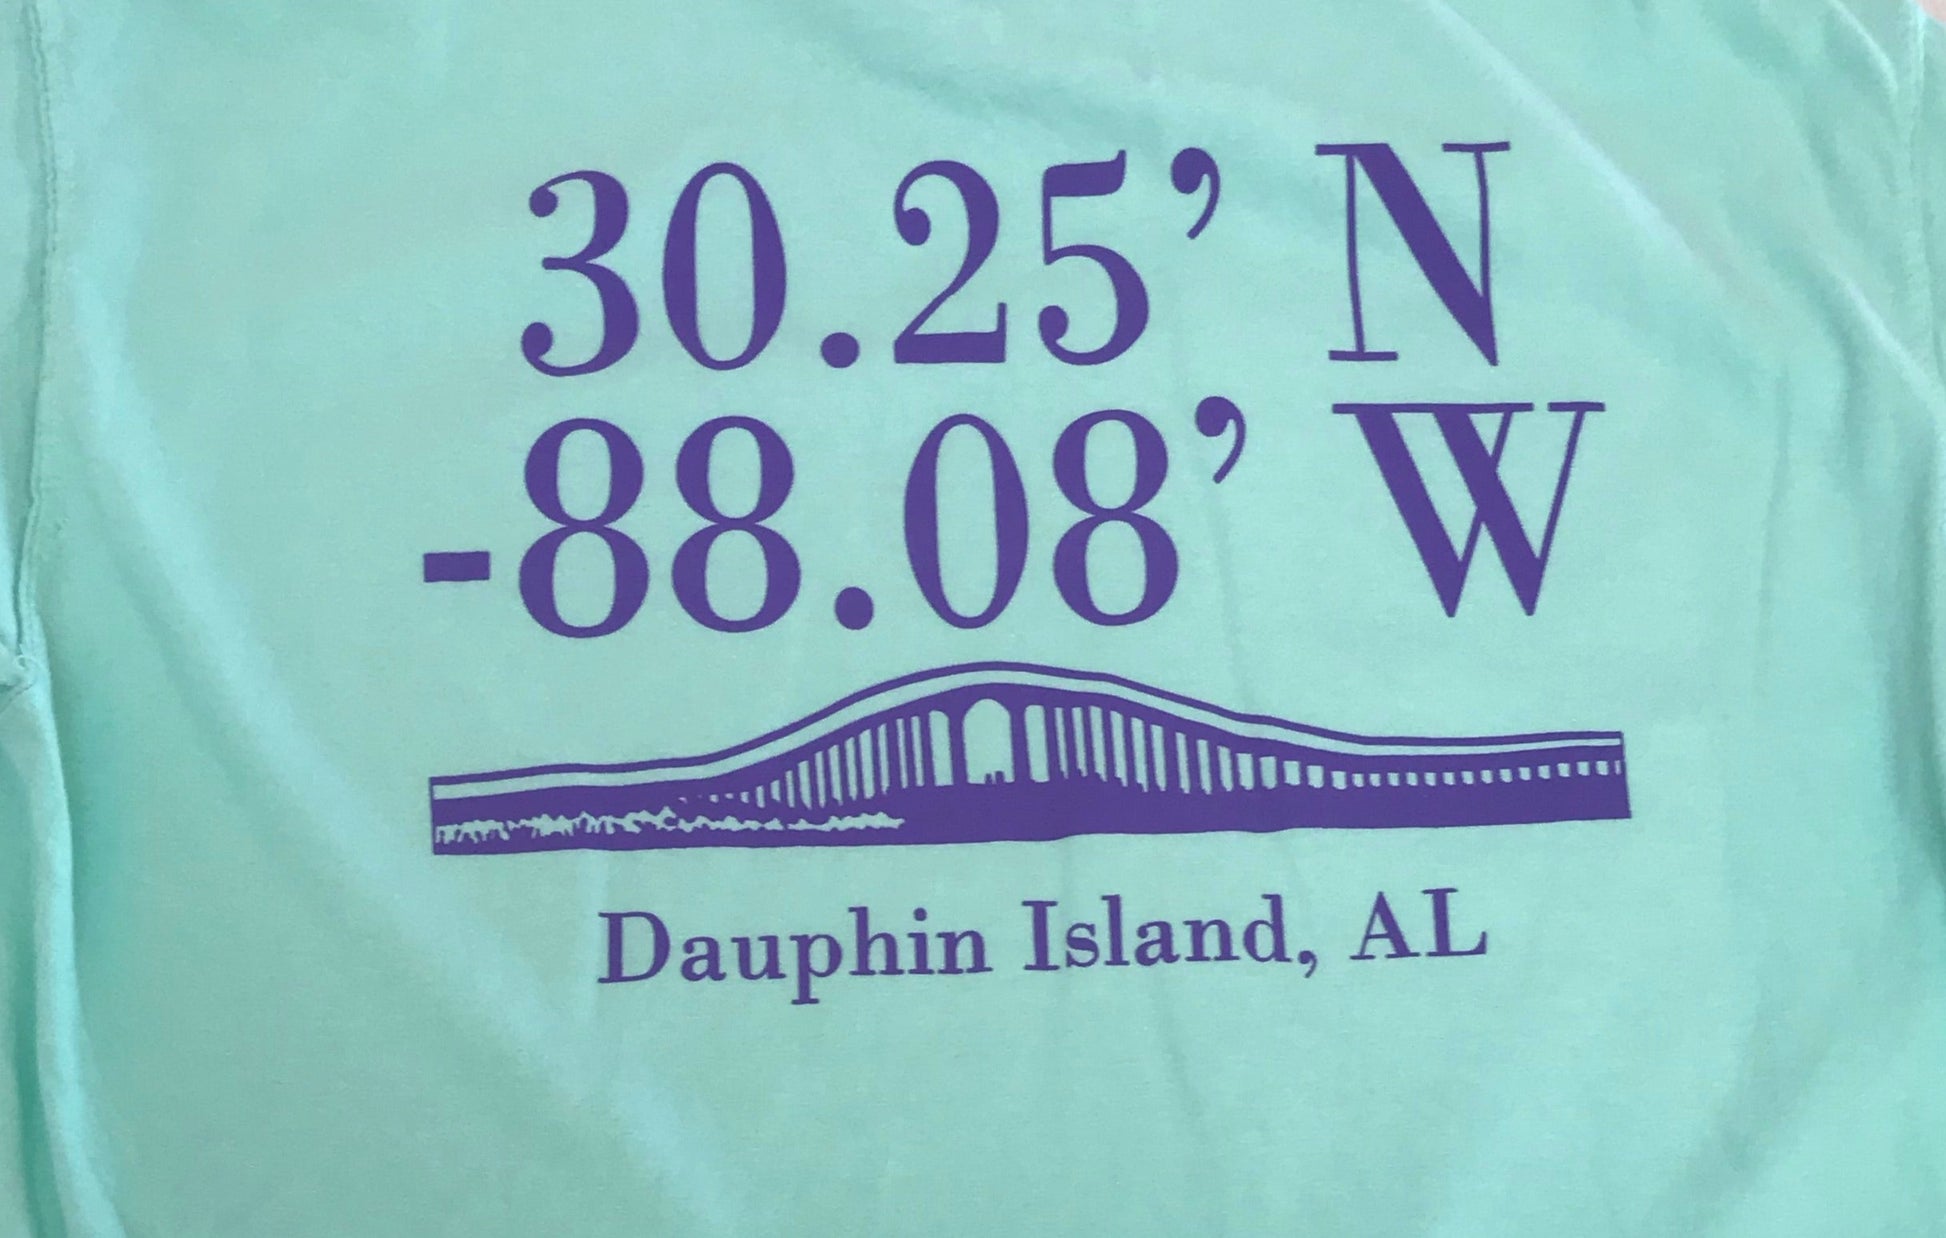 30.25’ N
-88.08’ W
Dauphin Island, AL